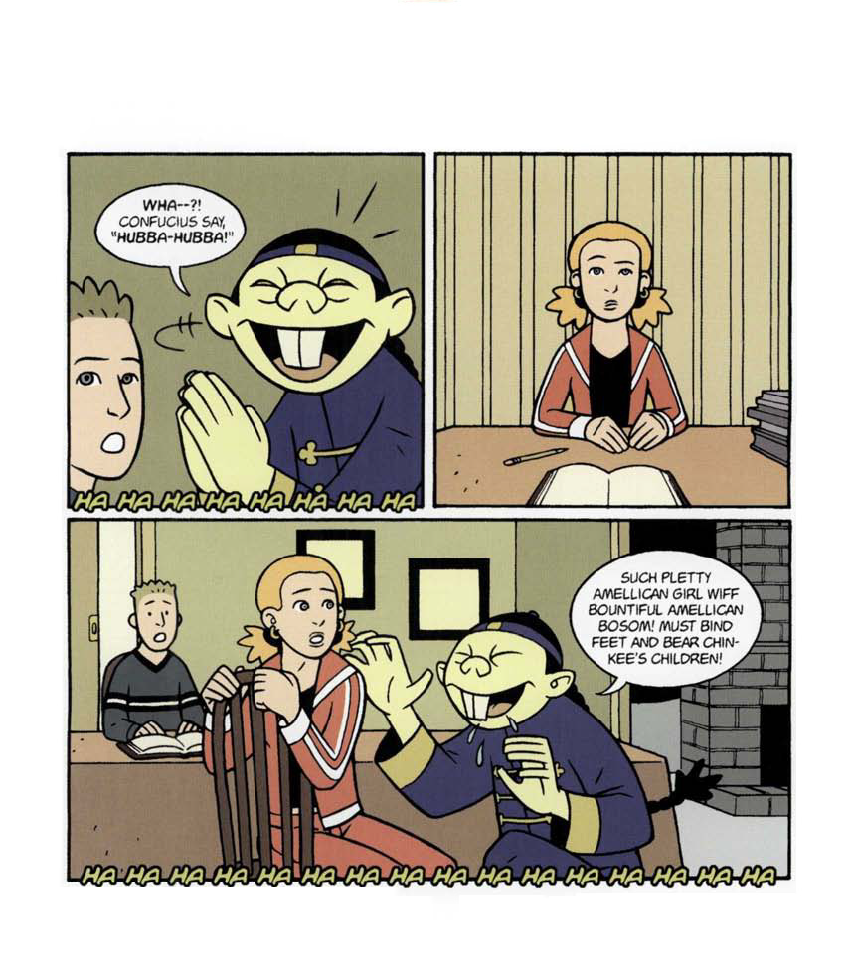 WHA--?!
CONFUCIUS SAY,
"HUBBA-HUBBA!"
HA HA HA HA HA HA HA HA
SUCH PLETTY
AMELLICAN GIRL WIFF
BOUNTIFUL AMELLICAN
BOSOM! MUST BIND
FEET AND BEAR CHIN-
KEE'S CHILDREN!
HA HA HA HA HA HA HA HA HA HA HA HA HA HA HA HA